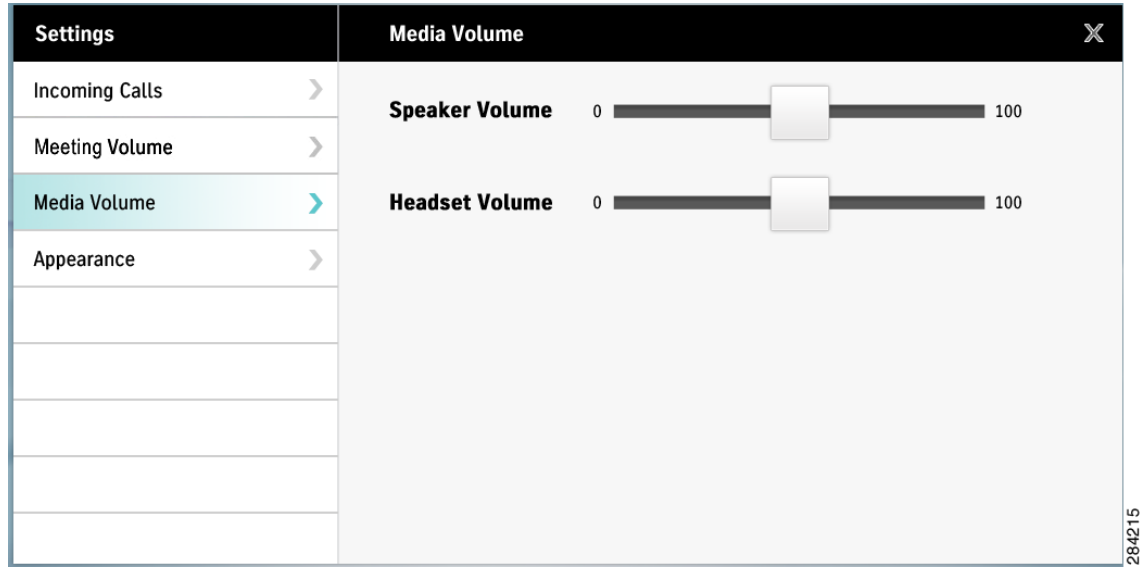 Settings
Media Volume
X
Incoming Calls
Meeting Volume
Media Volume
Appearance
Speaker Volume 0 100
Headset Volume 0 100
284215